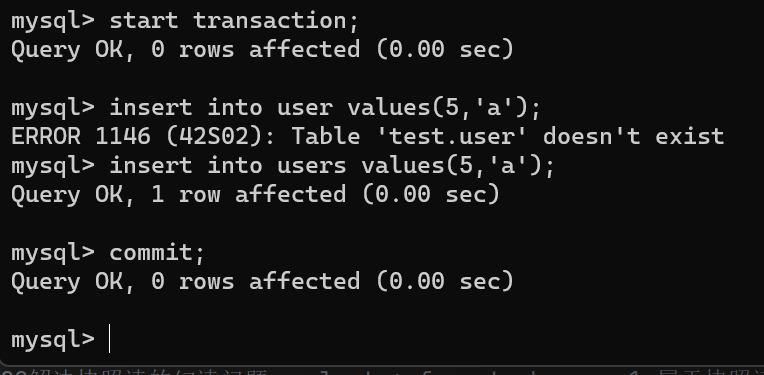 mysql> start transaction;
Query OK, 0 rows affected (0.00 sec)
mysql> insert into user values(5,'a');
ERROR 1146 (42S02): Table 'test.user' doesn't exist
mysql> insert into users values(5,'a');
Query OK, 1 row affected (0.00 sec)
mysql> commit;
Query OK, 0 rows affected (0.00 sec)
mysql>